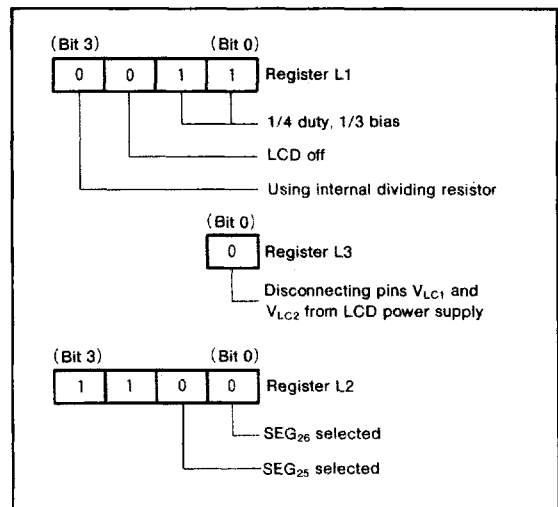 (Bit 3) (Bit 0)
0 0 1 1 Register L1
1/4 duty, 1/3 bias
LCD off
Using internal dividing resistor
(Bit 0)
0 Register L3
Disconnecting pins VLC1 and
VLC2 from LCD power supply
(Bit 3) (Bit 0)
1 1 0 0 Register L2
SEG26 selected
SEG25 selected